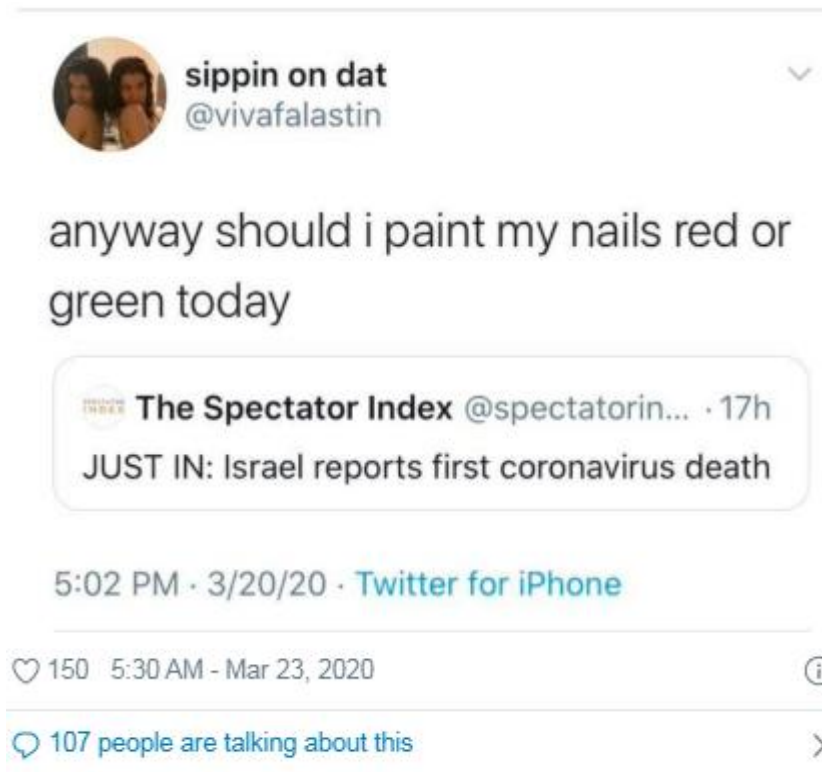 sippin on dat
@vivafalastin
anyway should i paint my nails red or
green today
The Spectator Index @spectatorin... · 17h
JUST IN: Israel reports first coronavirus death
5:02 PM · 3/20/20 · Twitter for iPhone
150 5:30 AM - Mar 23, 2020
107 people are talking about this